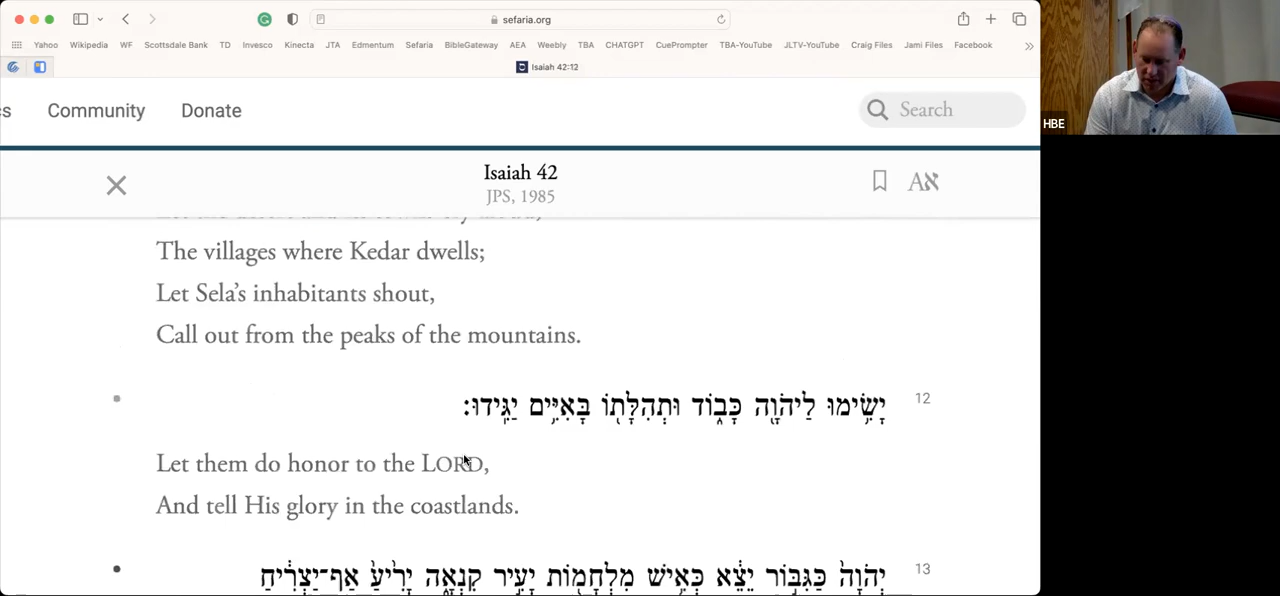 sefaria.org
Yahoo Wikipedia WF Scottsdale Bank TD Invesco Kinecta JTA Edmentum Sefaria BibleGateway AEA Weebly TBA CHATGPT CuePrompter TBA-YouTube JLTV-YouTube Craig Files Jami Files Facebook
Isaiah 42:12
Community Donate Search
HBE
Isaiah 42
JPS, 1985
The villages where Kedar dwells;
Let Sela’s inhabitants shout,
Call out from the peaks of the mountains.
12 יָשִׂ֥ימוּ לַיהֹוָ֖ה כָּב֑וֹד וּתְהִלָּת֖וֹ בָּאִיִּ֥ים יַגִּֽידוּ׃
Let them do honor to the LORD,
And tell His glory in the coastlands.
13 יְהֹוָה֙ כַּגִּבּ֣וֹר יֵצֵ֔א כְּאִ֥ישׁ מִלְחָמ֖וֹת יָעִ֣יר קִנְאָ֑ה יָרִ֙יעַ֙ אַף־יַצְרִ֔יחַ